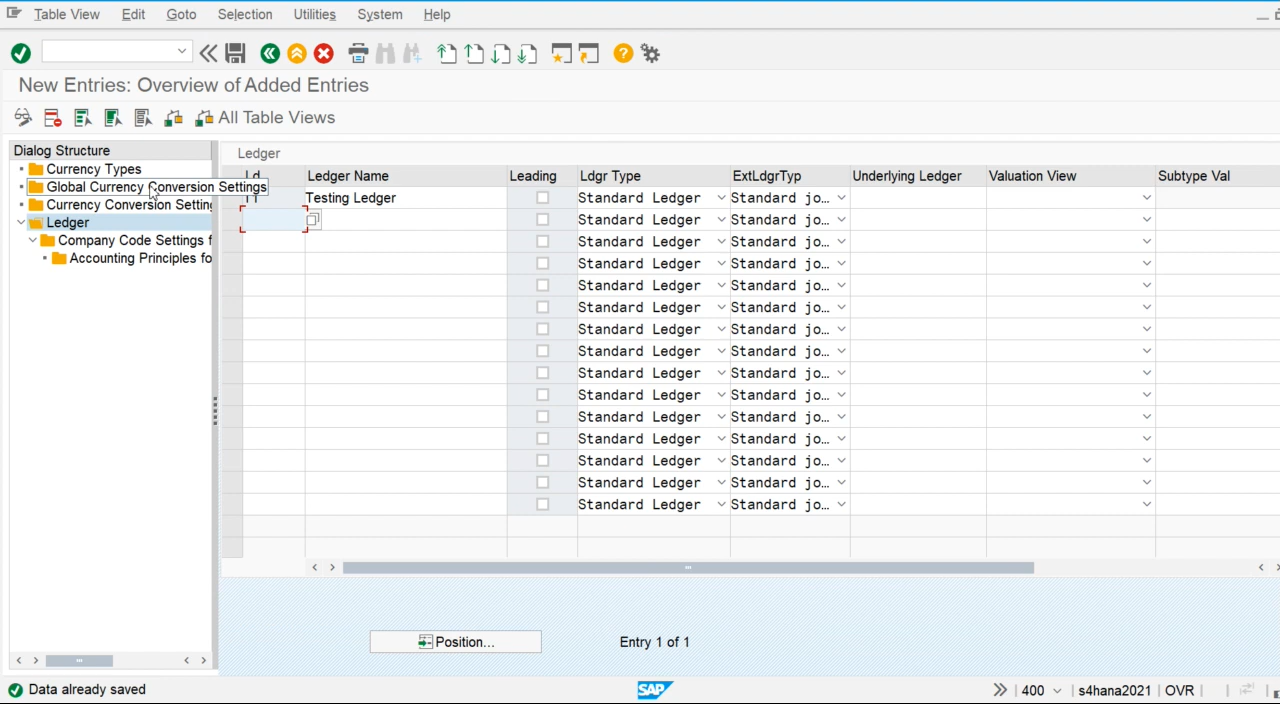 Table View Edit Goto Selection Utilities System Help
New Entries: Overview of Added Entries
All Table Views
Dialog Structure
Currency Types
Global Currency Conversion Settings
Currency Conversion Settin
Ledger
Company Code Settings f
Accounting Principles fo
Ledger
Ld Ledger Name Leading Ldgr Type ExtLdgrTyp Underlying Ledger Valuation View Subtype Val
Testing Ledger Standard Ledger Standard jo...
Standard Ledger Standard jo...
Standard Ledger Standard jo...
Standard Ledger Standard jo...
Standard Ledger Standard jo...
Standard Ledger Standard jo...
Standard Ledger Standard jo...
Standard Ledger Standard jo...
Standard Ledger Standard jo...
Standard Ledger Standard jo...
Standard Ledger Standard jo...
Standard Ledger Standard jo...
Standard Ledger Standard jo...
Standard Ledger Standard jo...
Standard Ledger Standard jo...
Position... Entry 1 of 1
Data already saved SAP 400 s4hana2021 OVR